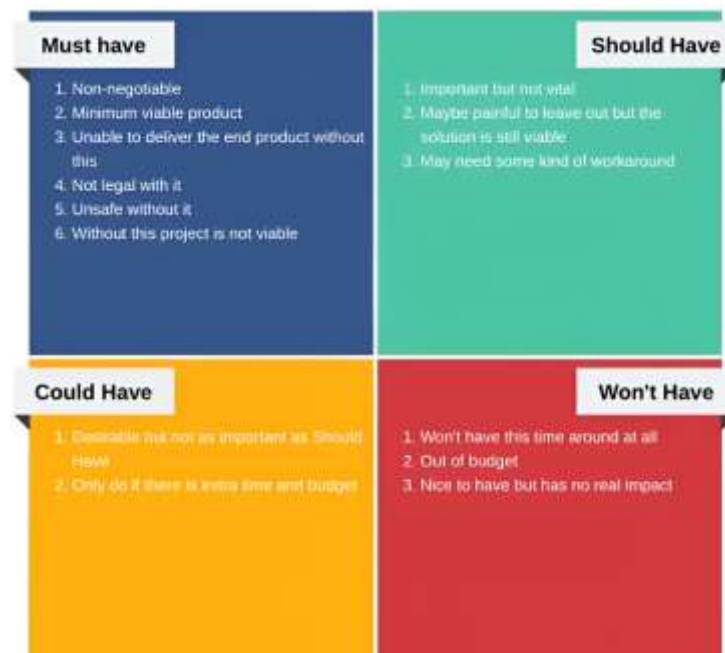 Must have
1. Non-negotiable
2. Minimum viable product
3. Unable to deliver the end product without
this
4. Not legal with it
5. Unsafe without it
6. Without this project is not viable
Should Have
1. Important but not vital
2. Maybe painful to leave out but the
solution is still viable
3. May need some kind of workaround
Could Have
1. Desirable but not as important as Should
Have
2. Only do if there is extra time and budget
Won't Have
1. Won't have this time around at all
2. Out of budget
3. Nice to have but has no real impact